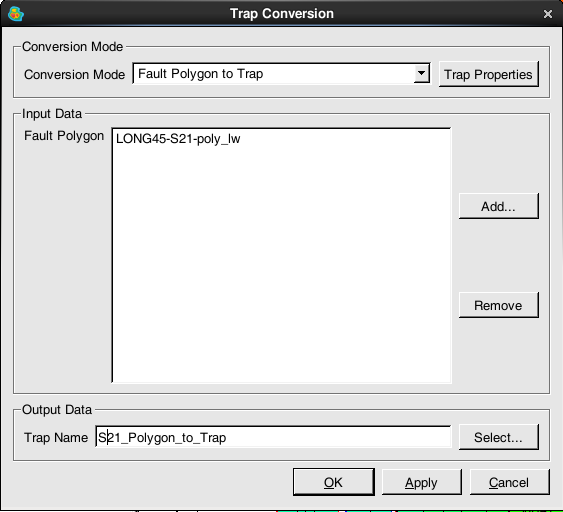 Trap Conversion
Conversion Mode
Conversion Mode Fault Polygon to Trap Trap Properties
Input Data
Fault Polygon LONG45-S21-poly_lw
Add...
Remove
Output Data
Trap Name S21_Polygon_to_Trap Select...
OK Apply Cancel